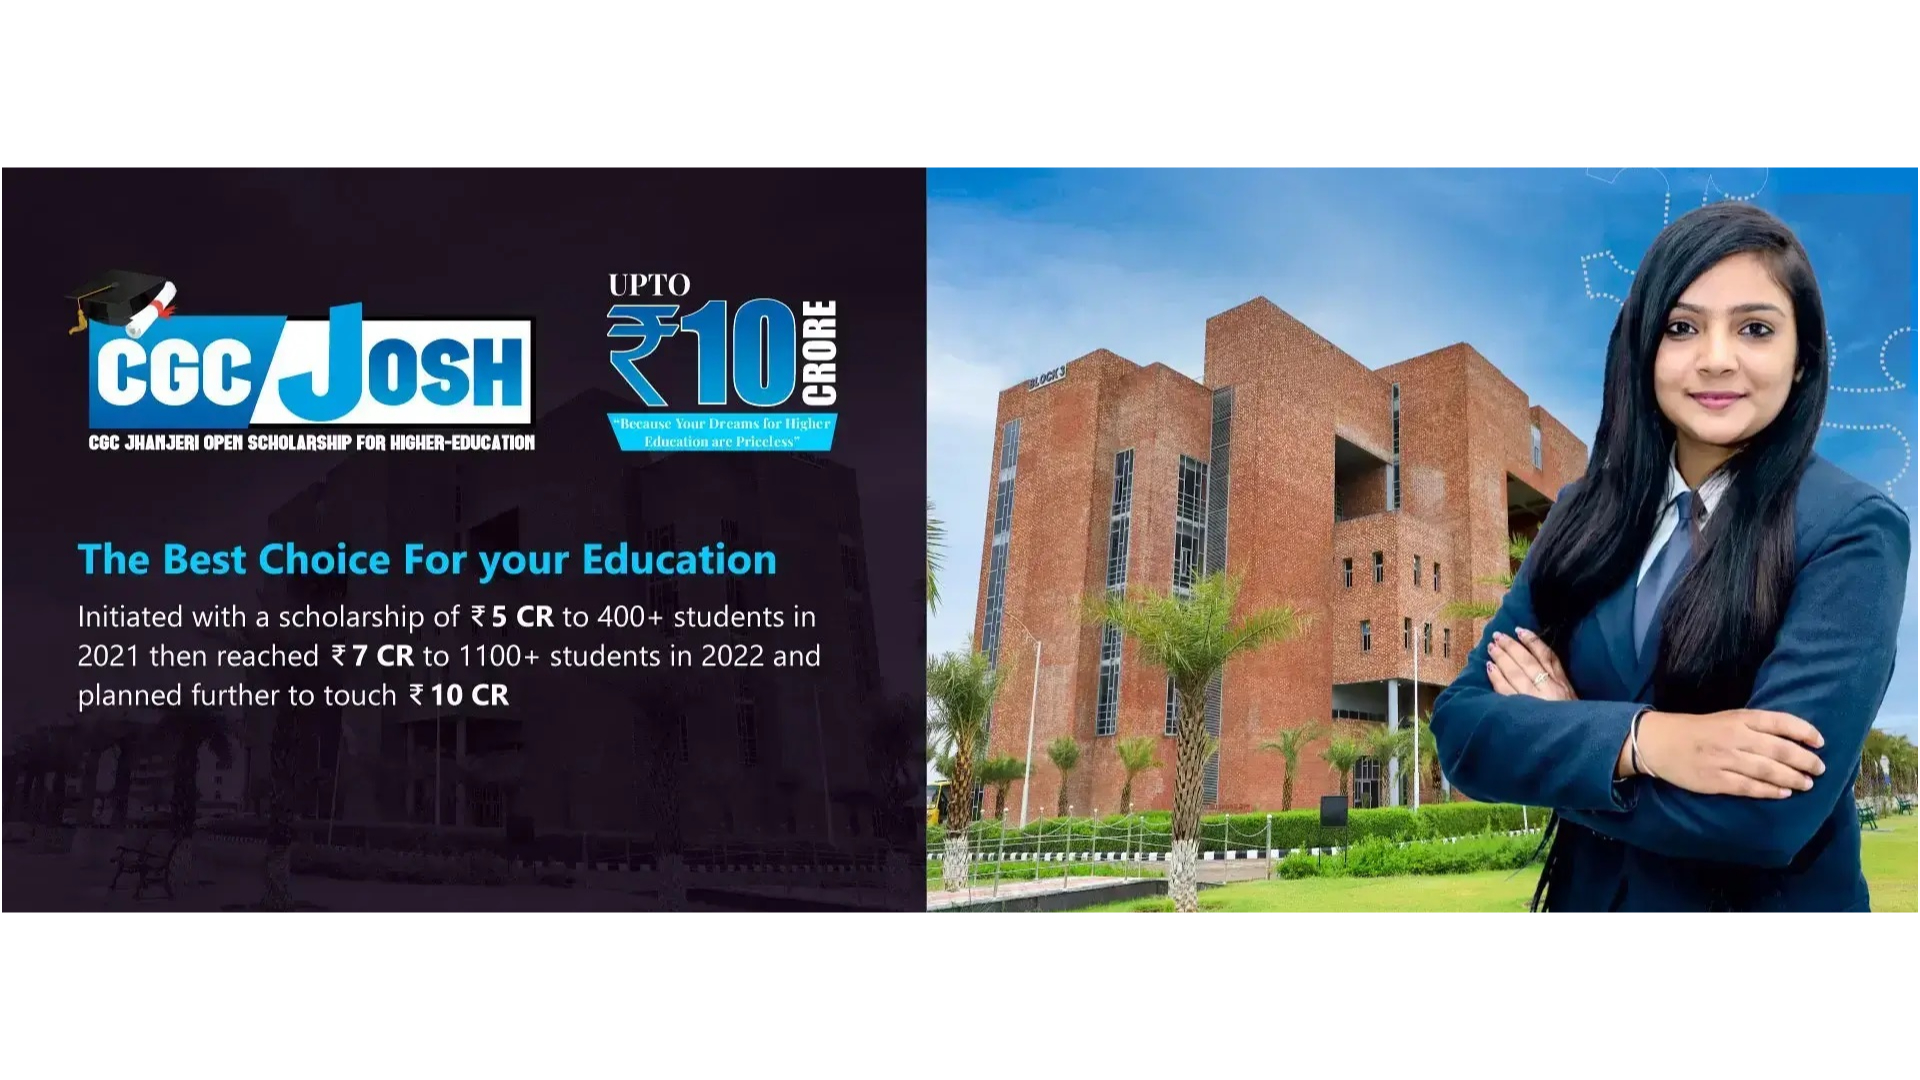 CGC JOSH
CGC JHANJERI OPEN SCHOLARSHIP FOR HIGHER-EDUCATION
UPTO
₹10 CRORE
"Because Your Dreams for Higher
Education are Priceless"
The Best Choice For your Education
Initiated with a scholarship of ₹ 5 CR to 400+ students in
2021 then reached ₹ 7 CR to 1100+ students in 2022 and
planned further to touch ₹ 10 CR
BLOCK 3